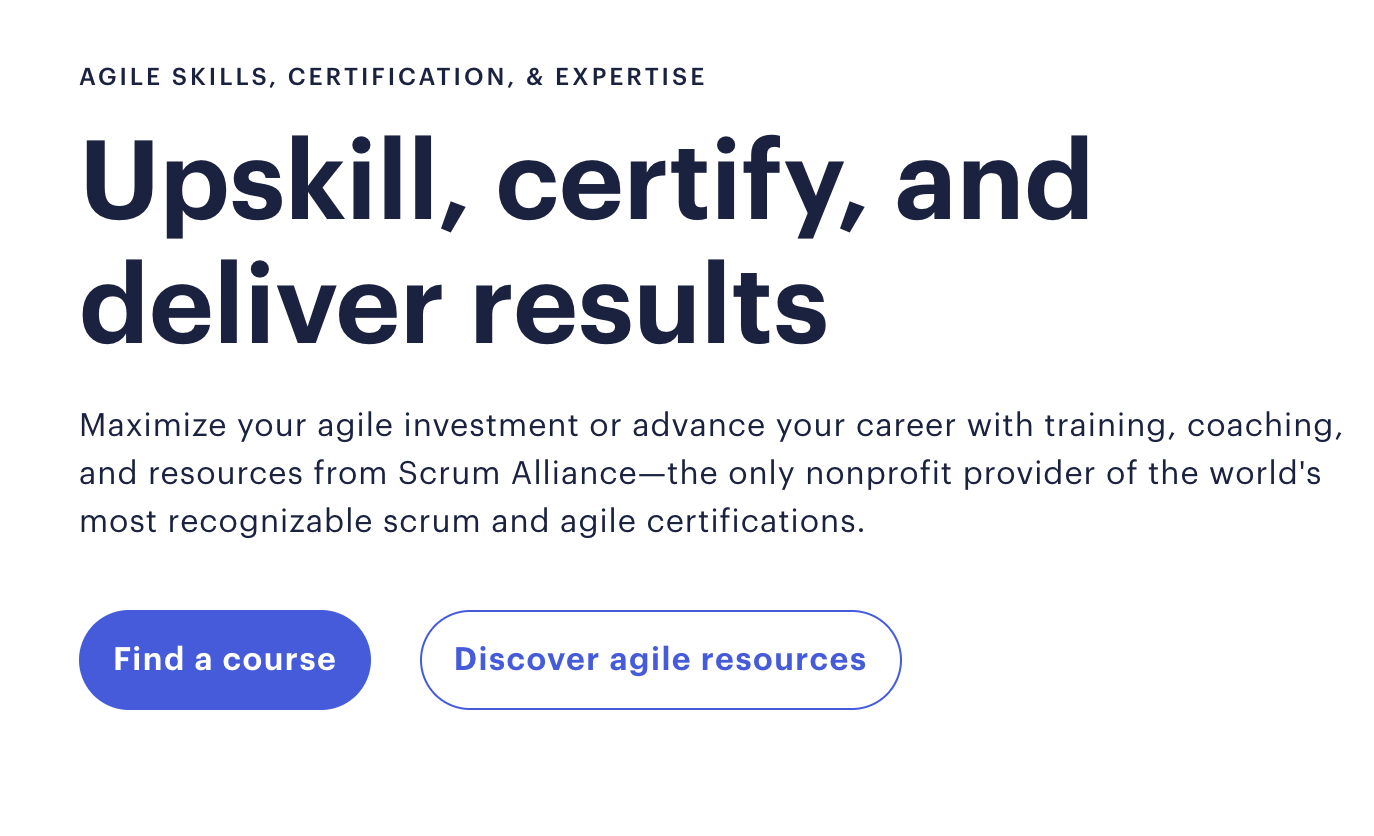 AGILE SKILLS, CERTIFICATION, & EXPERTISE
Upskill, certify, and
deliver results
Maximize your agile investment or advance your career with training, coaching,
and resources from Scrum Alliance—the only nonprofit provider of the world's
most recognizable scrum and agile certifications.
Find a course
Discover agile resources